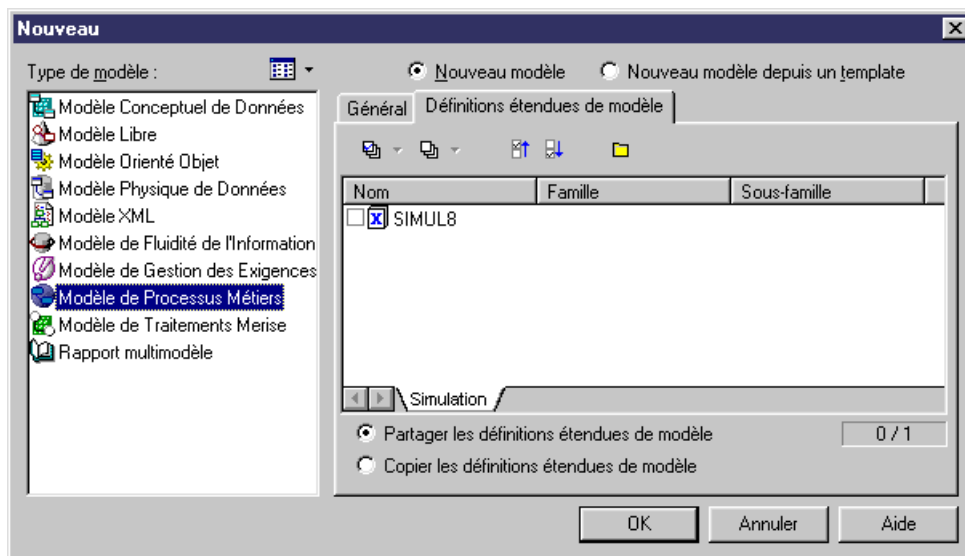 Nouveau
Type de modèle :
Nouveau modèle
Nouveau modèle depuis un template
Modèle Conceptuel de Données
Modèle Libre
Modèle Orienté Objet
Modèle Physique de Données
Modèle XML
Modèle de Fluidité de l'Information
Modèle de Gestion des Exigences
Modèle de Processus Métiers
Modèle de Traitements Merise
Rapport multimodèle
Général
Définitions étendues de modèle
Nom
Famille
Sous-famille
SIMUL8
Simulation
Partager les définitions étendues de modèle
0 / 1
Copier les définitions étendues de modèle
OK
Annuler
Aide